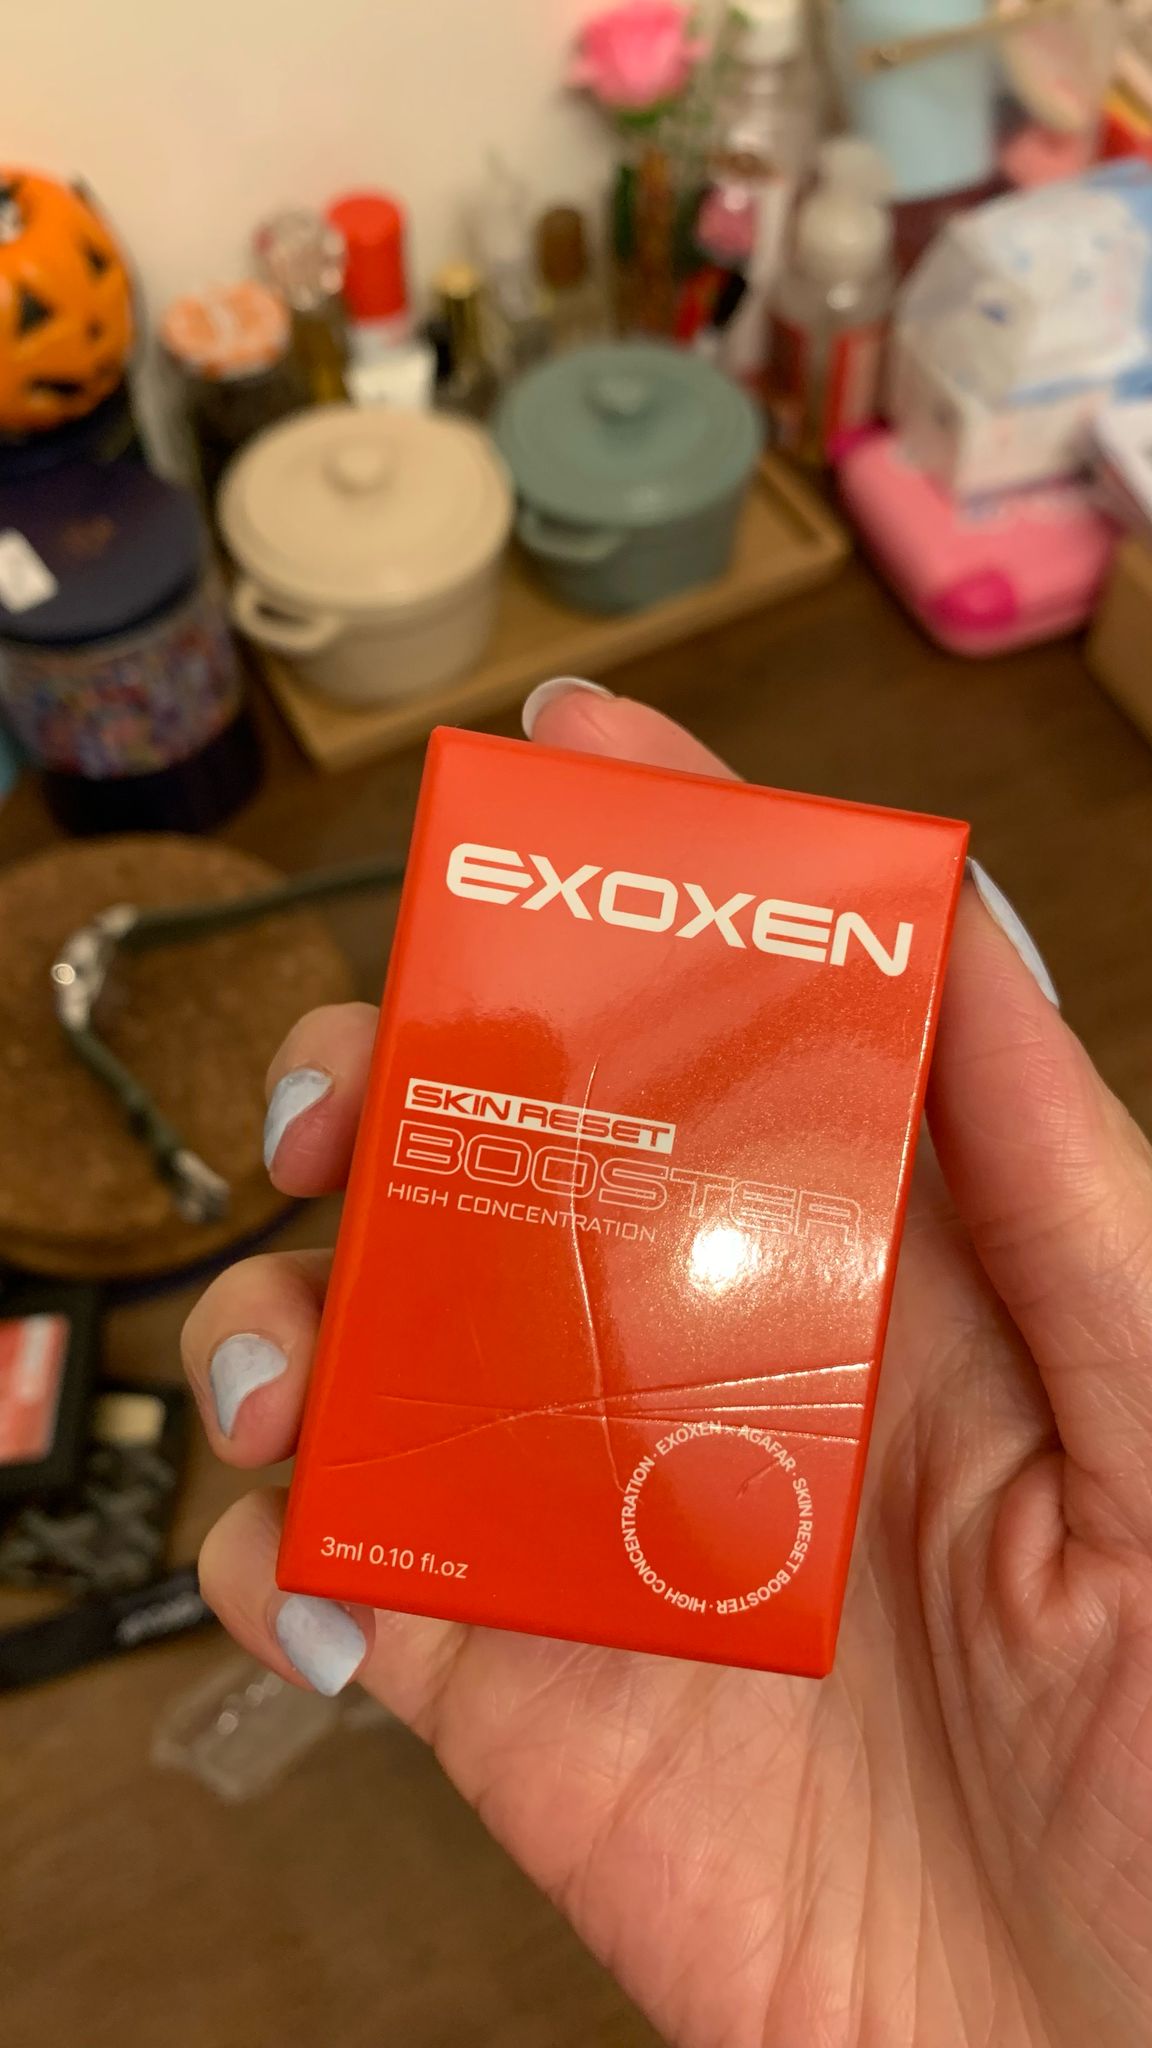 EXOXEN
SKIN RESET
BOOSTER
HIGH CONCENTRATION
3ml 0.10 fl.oz
EXOXEN × AGAFAR · SKIN RESET BOOSTER · HIGH CONCENTRATION ·